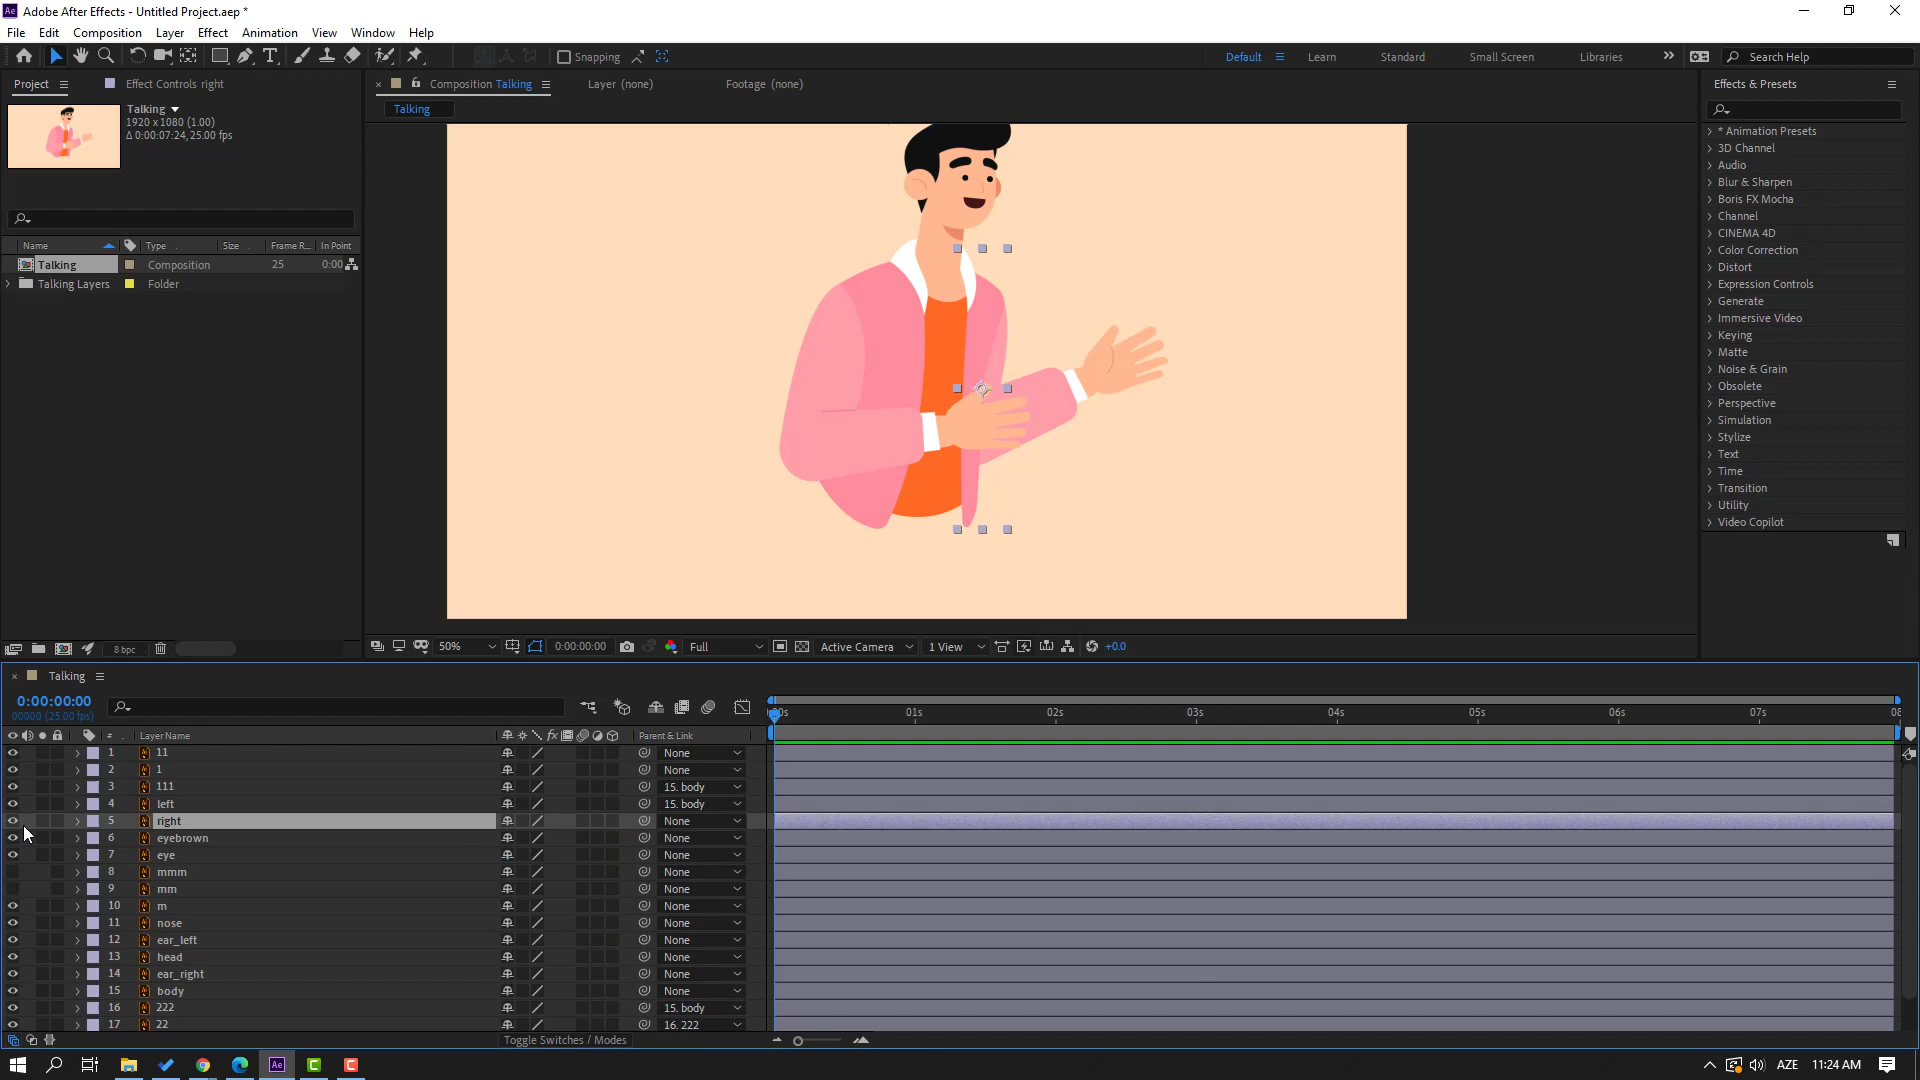 Adobe After Effects - Untitled Project.aep *
File Edit Composition Layer Effect Animation View Window Help
Snapping
Default Learn Standard Small Screen Libraries Search Help
Project Effect Controls right
Composition Talking Layer (none) Footage (none)
Effects & Presets
Talking
1920 x 1080 (1.00)
Δ 0:00:07:24, 25.00 fps
Talking
* Animation Presets
3D Channel
Audio
Blur & Sharpen
Boris FX Mocha
Channel
CINEMA 4D
Color Correction
Distort
Expression Controls
Generate
Immersive Video
Keying
Matte
Noise & Grain
Obsolete
Perspective
Simulation
Stylize
Text
Time
Transition
Utility
Video Copilot
Name Type Size Frame R... In Point
Talking Composition 25 0:00
Talking Layers Folder
8 bpc
50% 0:00:00:00 Full Active Camera 1 View +0.0
Talking
0:00:00:00
00000 (25.00 fps)
01s 02s 03s 04s 05s 06s 07s
# Layer Name fx Parent & Link
1 11 None
2 1 None
3 111 15. body
4 left 15. body
5 right None
6 eyebrown None
7 eye None
8 mmm None
9 mm None
10 m None
11 nose None
12 ear_left None
13 head None
14 ear_right None
15 body None
16 222 15. body
17 22 16. 222
Toggle Switches / Modes
Ae AZE 11:24 AM